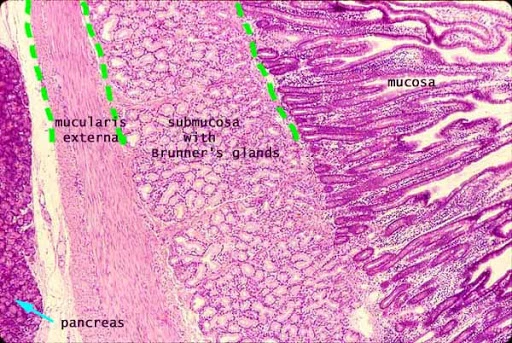 mucosa
mucularis
externa
submucosa
with
Brunner's glands
pancreas